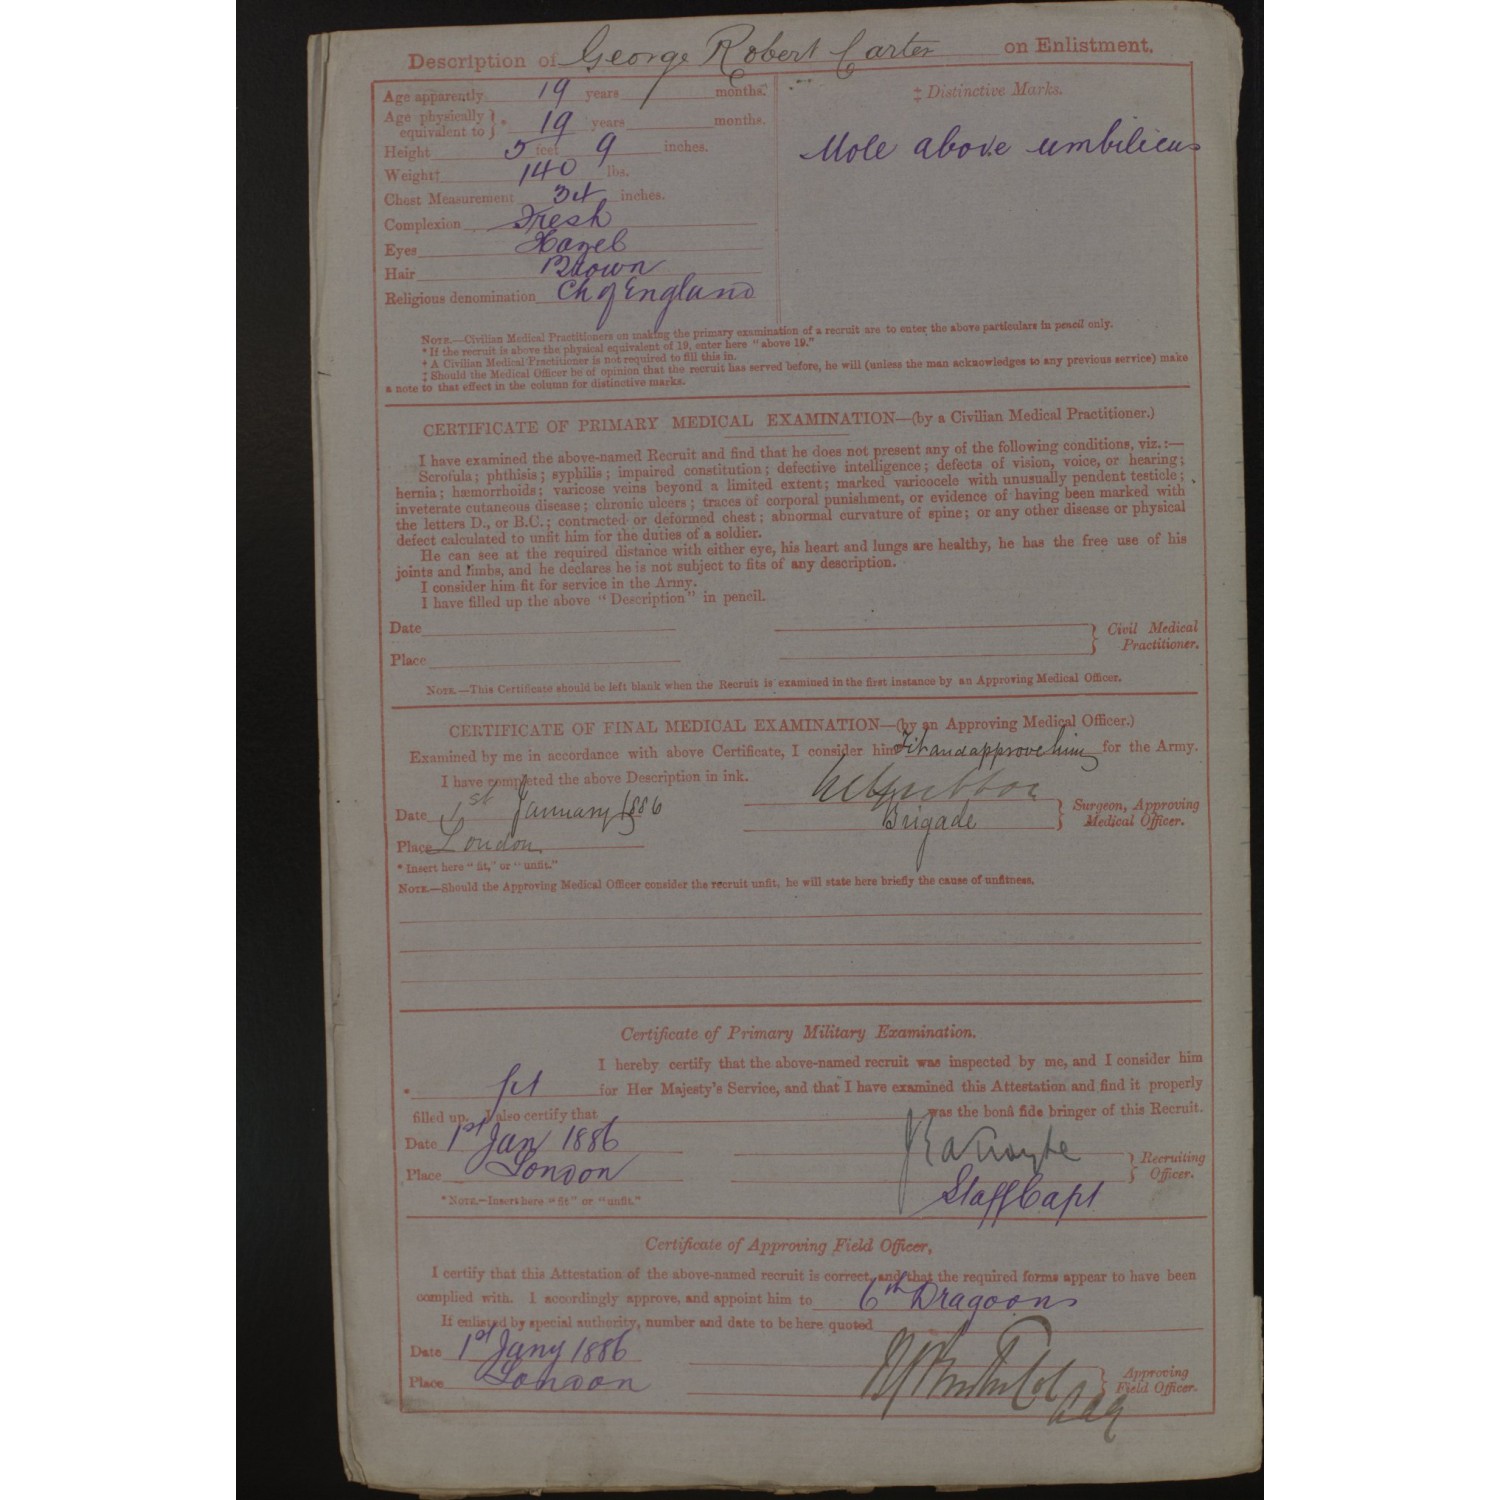 Description of George Robert Carter on Enlistment.
Age apparently 19 years / months.
Age physically equivalent to } * 19 years months.
Height 5 feet 9 inches.
Weight† 140 lbs.
Chest Measurement 34 inches.
Complexion Fresh
Eyes Hazel
Hair Brown
Religious denomination Ch of England
‡ Distinctive Marks.
Mole above umbilicus
NOTE.—Civilian Medical Practitioners on making the primary examination of a recruit are to enter the above particulars in pencil only.
* If the recruit is above the physical equivalent of 19, enter here "above 19."
† A Civilian Medical Practitioner is not required to fill this in.
‡ Should the Medical Officer be of opinion that the recruit has served before, he will (unless the man acknowledges to any previous service) make
a note to that effect in the column for distinctive marks.
CERTIFICATE OF PRIMARY MEDICAL EXAMINATION—(by a Civilian Medical Practitioner.)
I have examined the above-named Recruit and find that he does not present any of the following conditions, viz.:—
Scrofula; phthisis; syphilis; impaired constitution; defective intelligence; defects of vision, voice, or hearing;
hernia; hæmorrhoids; varicose veins beyond a limited extent; marked varicocele with unusually pendent testicle;
inveterate cutaneous disease; chronic ulcers; traces of corporal punishment, or evidence of having been marked with
the letters D., or B.C.; contracted or deformed chest; abnormal curvature of spine; or any other disease or physical
defect calculated to unfit him for the duties of a soldier.
He can see at the required distance with either eye, his heart and lungs are healthy, he has the free use of his
joints and limbs, and he declares he is not subject to fits of any description.
I consider him fit for service in the Army.
I have filled up the above "Description" in pencil.
Date
Place
Civil Medical
Practitioner.
NOTE.—This Certificate should be left blank when the Recruit is examined in the first instance by an Approving Medical Officer.
CERTIFICATE OF FINAL MEDICAL EXAMINATION—(by an Approving Medical Officer.)
Examined by me in accordance with above Certificate, I consider him Fit and approve him for the Army.
I have completed the above Description in ink.
Date 1st January 1886
Place London
Brigade
Surgeon, Approving
Medical Officer.
* Insert here "fit," or "unfit."
NOTE.—Should the Approving Medical Officer consider the recruit unfit, he will state here briefly the cause of unfitness.
Certificate of Primary Military Examination.
I hereby certify that the above-named recruit was inspected by me, and I consider him
* fit for Her Majesty's Service, and that I have examined this Attestation and find it properly
filled up. I also certify that was the bonâ fide bringer of this Recruit.
Date 1st Jan 1886
Place London
Staff Capt
Recruiting
Officer.
* NOTE.—Insert here "fit" or "unfit."
Certificate of Approving Field Officer.
I certify that this Attestation of the above-named recruit is correct, and that the required forms appear to have been
complied with. I accordingly approve, and appoint him to 6th Dragoons
If enlisted by special authority, number and date to be here quoted
Date 1st Jany 1886
Place London
Approving
Field Officer.